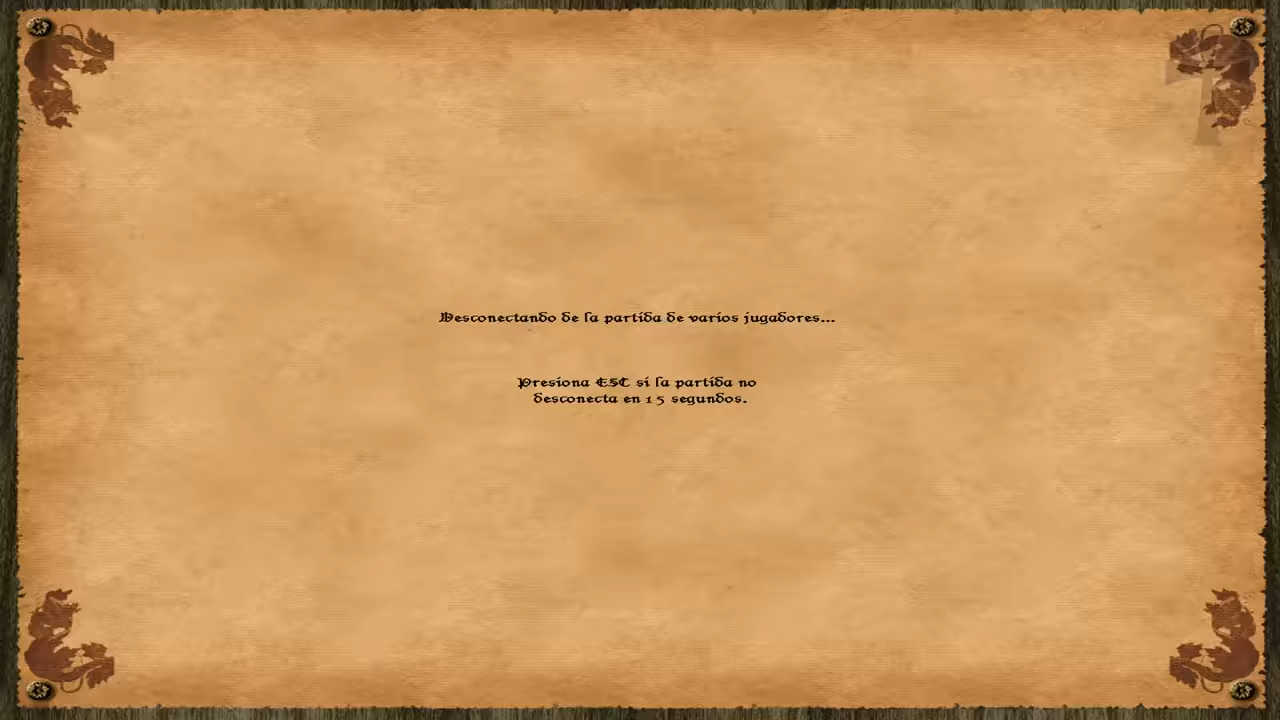 Desconectando de la partida de varios jugadores...
Presiona ESC si la partida no
desconecta en 15 segundos.